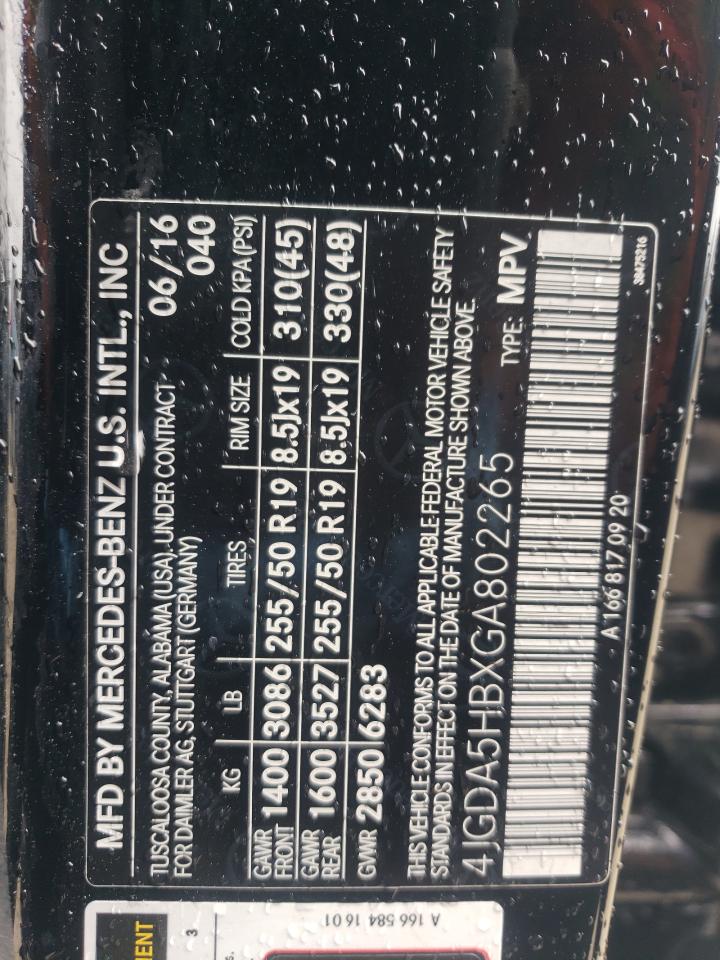 MFD BY MERCEDES-BENZ U.S. INTL., INC
TUSCALOOSA COUNTY, ALABAMA (USA). UNDER CONTRACT 06/16
FOR DAIMLER AG, STUTTGART (GERMANY) 040
KG LB TIRES RIM SIZE COLD KPA(PSI)
GAWR FRONT 1400 3086 255/50 R19 8.5Jx19 310(45)
GAWR REAR 1600 3527 255/50 R19 8.5Jx19 330(48)
GVWR 2850 6283
THIS VEHICLE CONFORMS TO ALL APPLICABLE FEDERAL MOTOR VEHICLE SAFETY
STANDARDS IN EFFECT ON THE DATE OF MANUFACTURE SHOWN ABOVE.
4JGDA5HBXGA802265 TYPE: MPV
A 166 817 09 20
38475216
A 166 584 16 01
3